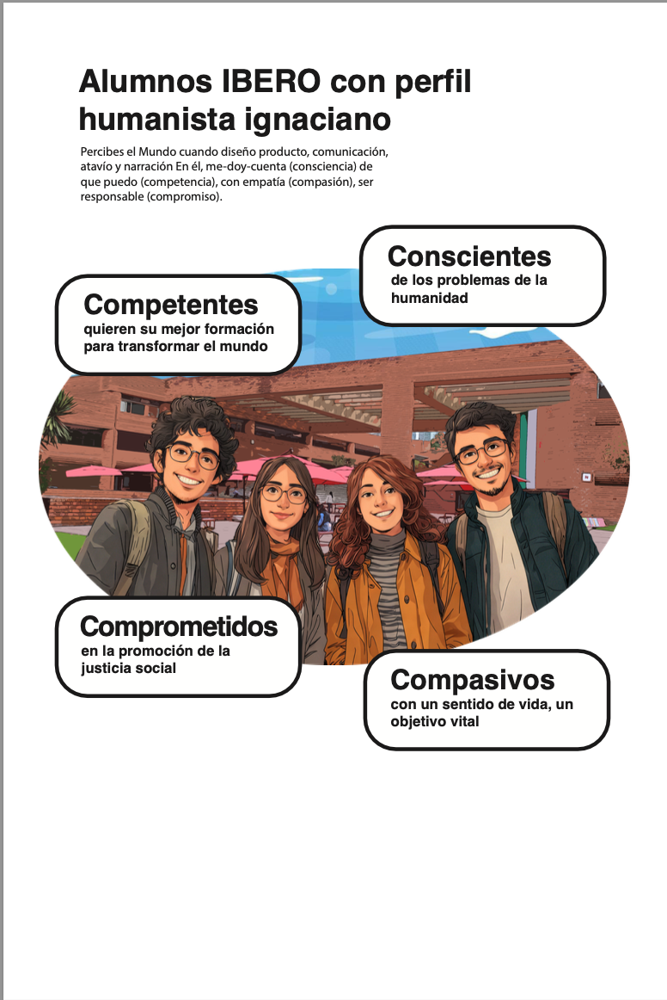 Alumnos IBERO con perfil
humanista ignaciano
Percibes el Mundo cuando diseño producto, comunicación,
atavío y narración En él, me-doy-cuenta (consciencia) de
que puedo (competencia), con empatía (compasión), ser
responsable (compromiso).
Conscientes
de los problemas de la
humanidad
Competentes
quieren su mejor formación
para transformar el mundo
Comprometidos
en la promoción de la
justicia social
Compasivos
con un sentido de vida, un
objetivo vital